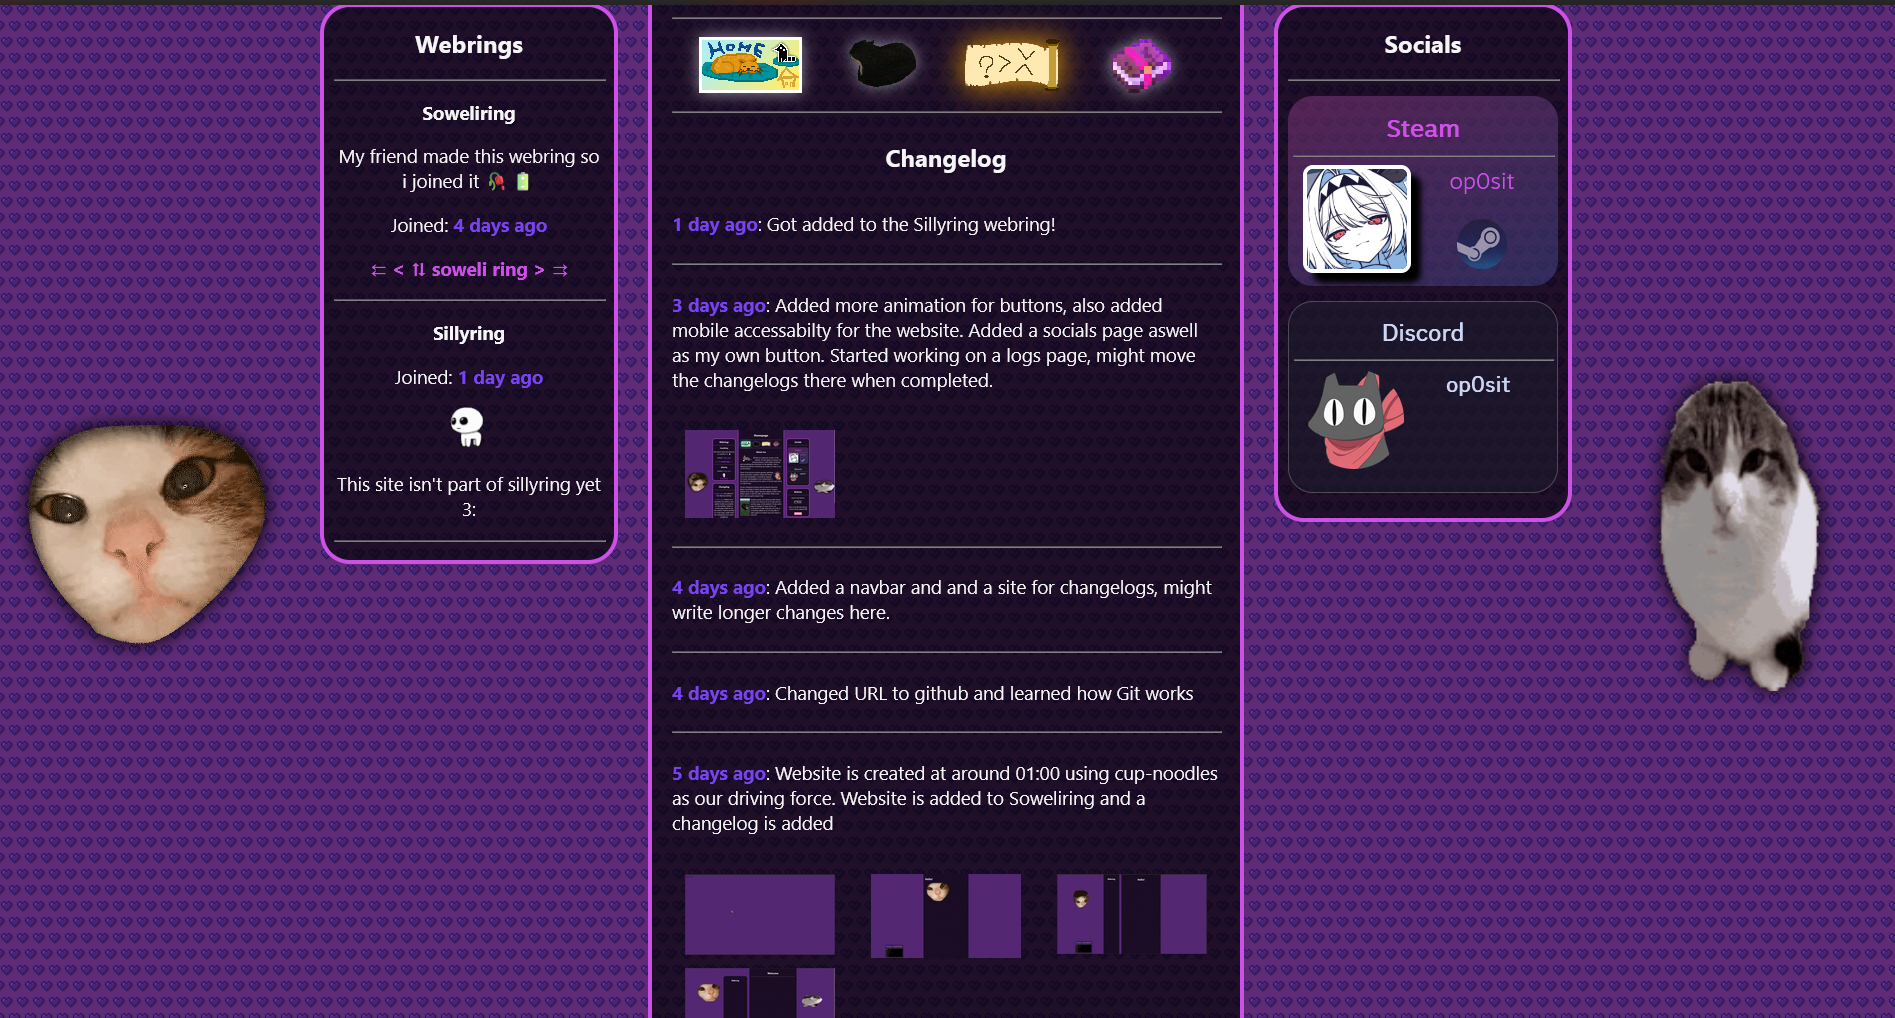 Webrings
Soweliring
My friend made this webring so
i joined it 🥀 🔋
Joined: 4 days ago
⇇ < ⇅ soweli ring > ⇉
Sillyring
Joined: 1 day ago
This site isn't part of sillyring yet
3:
HOME
? > X
Changelog
1 day ago: Got added to the Sillyring webring!
3 days ago: Added more animation for buttons, also added
mobile accessabilty for the website. Added a socials page aswell
as my own button. Started working on a logs page, might move
the changelogs there when completed.
4 days ago: Added a navbar and and a site for changelogs, might
write longer changes here.
4 days ago: Changed URL to github and learned how Git works
5 days ago: Website is created at around 01:00 using cup-noodles
as our driving force. Website is added to Soweliring and a
changelog is added
Socials
Steam
op0sit
Discord
op0sit